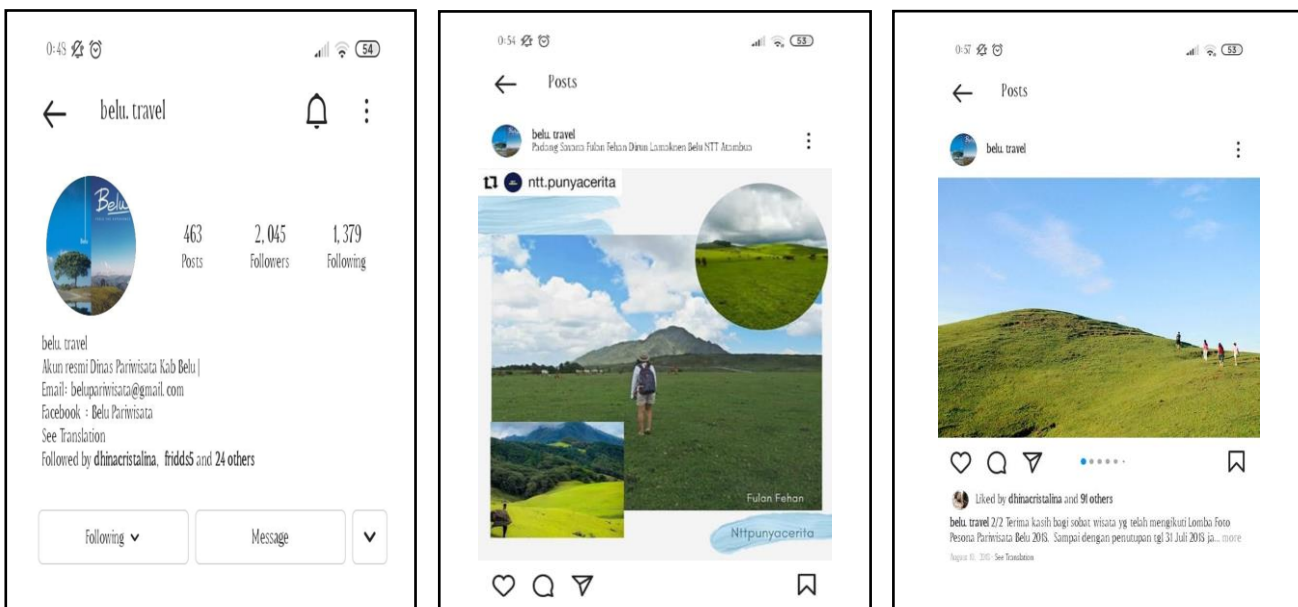 0:48
54
belu. travel
Belu
463
2,045
1,379
Posts
Followers
Following
belu. travel
Akun resmi Dinas Pariwisata Kab Belu |
Email: belupariwisata@gmail.com
Facebook : Belu Pariwisata
See Translation
Followed by dhinacristalina, fridds5 and 24 others
Following
Message
0:54
53
Posts
belu. travel
Padang Savana Fulan Fehan Dirun Lamaknen Belu NTT Atambua
ntt.punyacerita
Fulan Fehan
Nttpunyacerita
0:57
53
Posts
belu. travel
Liked by dhinacristalina and 91 others
belu. travel 2/2 Terima kasih bagi sobat wisata yg telah mengikuti Lomba Foto
Pesona Pariwisata Belu 2018. Sampai dengan penutupan tgl 31 Juli 2018 ja... more
See Translation